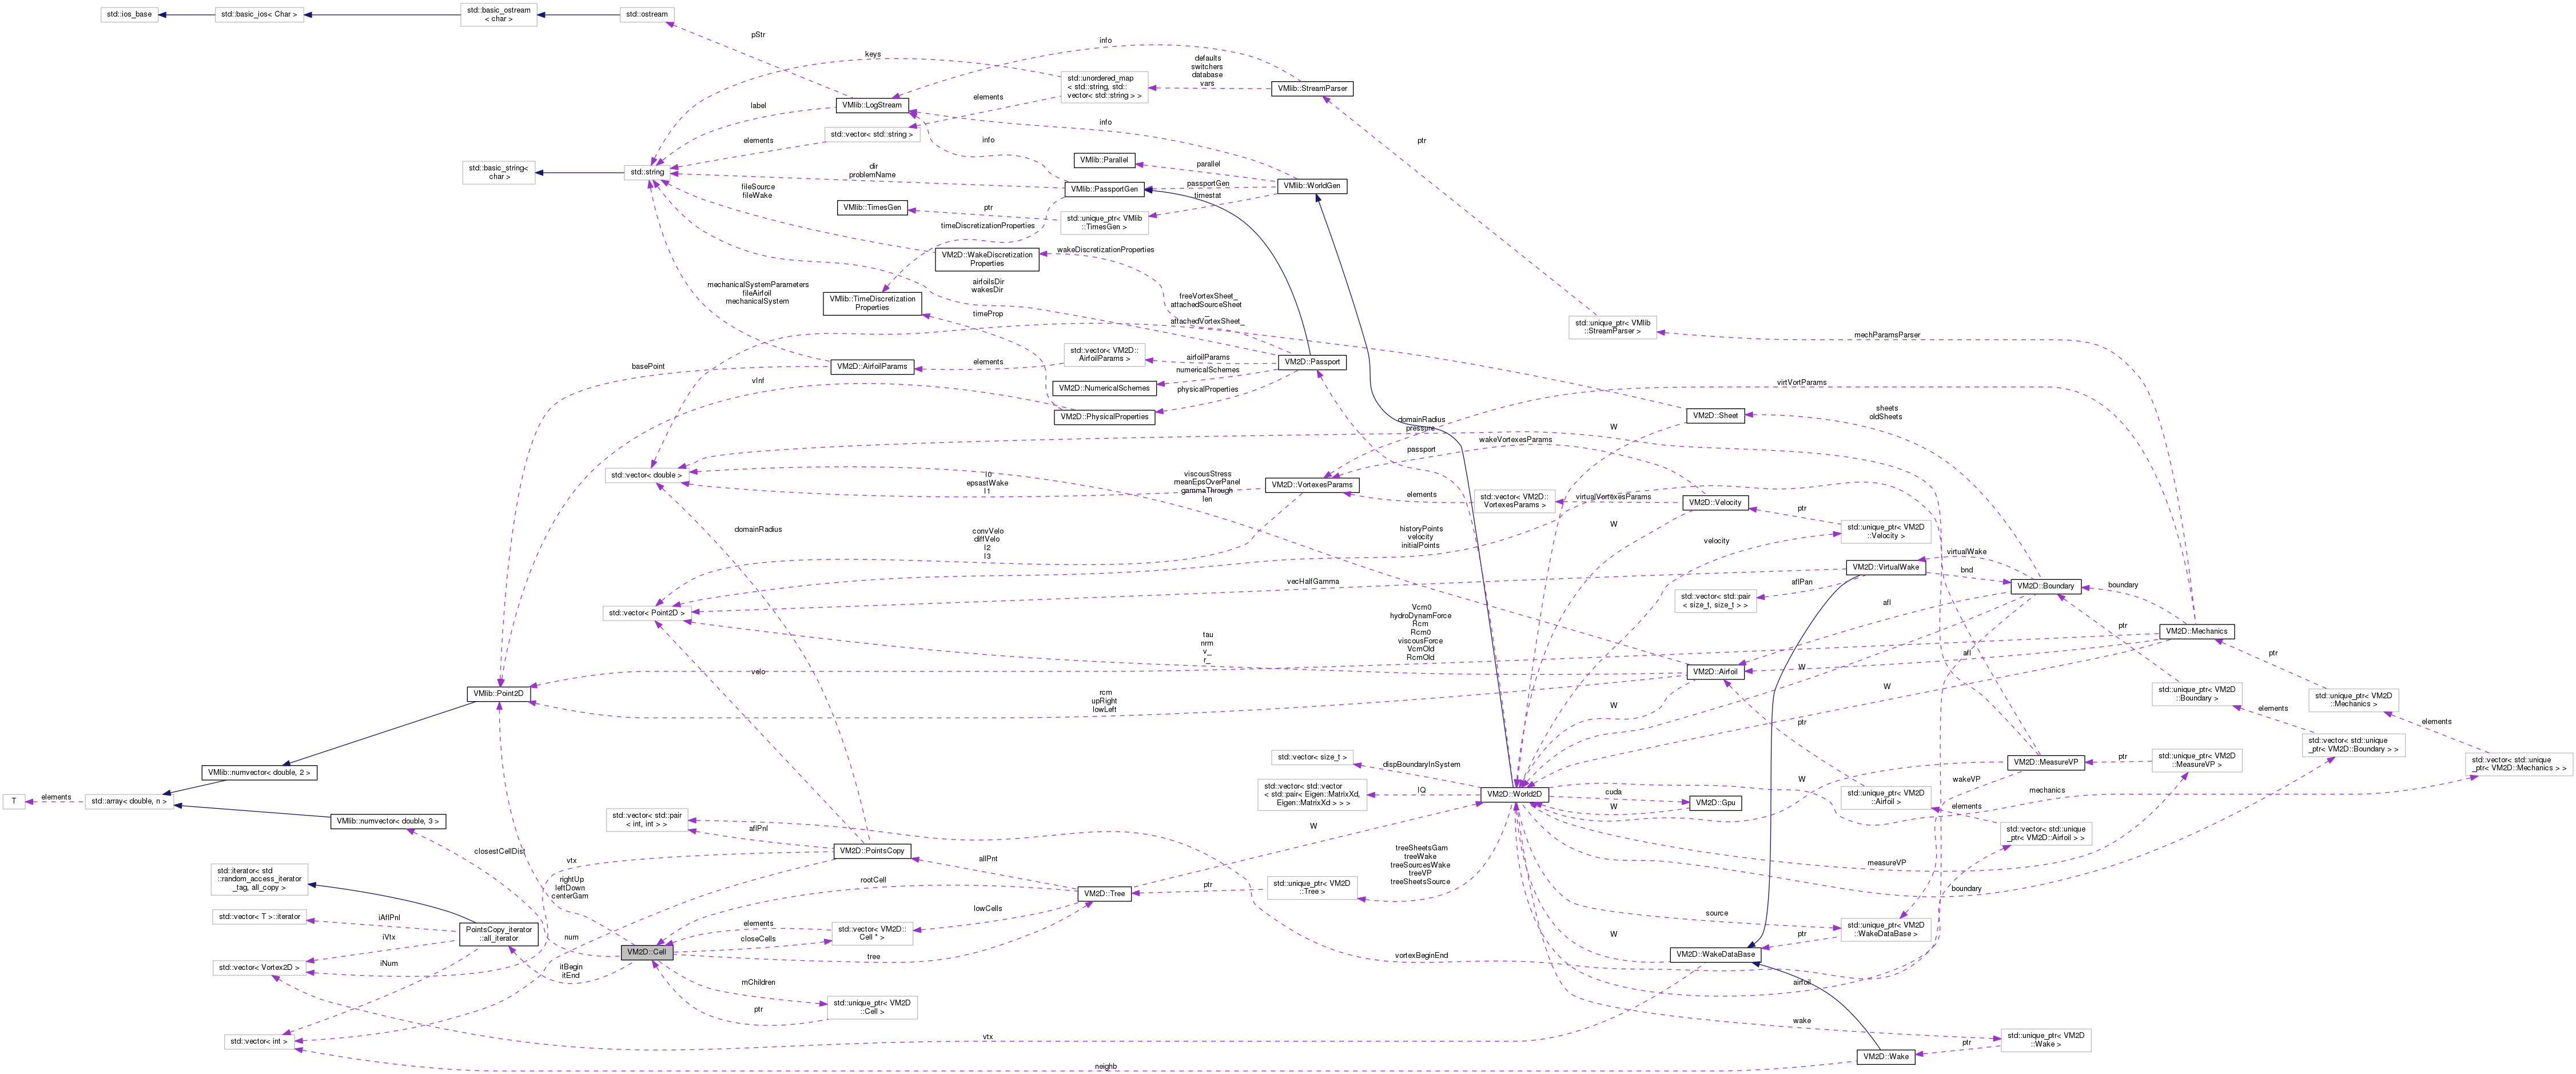 std::ios_base
std::basic_ios< Char >
std::basic_ostream
< char >
std::ostream
pStr
info
keys
defaults
switchers
database
vars
std::unordered_map
< std::string, std::
vector< std::string > >
VMlib::StreamParser
elements
VMlib::LogStream
label
info
std::vector< std::string >
elements
info
ptr
VMlib::Parallel
parallel
std::basic_string<
char >
std::string
dir
problemName
VMlib::PassportGen
passportGen
VMlib::WorldGen
fileSource
fileWake
timestat
VMlib::TimesGen
ptr
std::unique_ptr< VMlib
::TimesGen >
timeDiscretizationProperties
VM2D::WakeDiscretization
Properties
wakeDiscretizationProperties
mechanicalSystemParameters
fileAirfoil
mechanicalSystem
VMlib::TimeDiscretization
Properties
airfoilsDir
wakesDir
timeProp
freeVortexSheet_
attachedSourceSheet
_
attachedVortexSheet_
std::unique_ptr< VMlib
::StreamParser >
mechParamsParser
basePoint
vInf
VM2D::AirfoilParams
elements
std::vector< VM2D::
AirfoilParams >
airfoilParams
VM2D::Passport
numericalSchemes
VM2D::NumericalSchemes
physicalProperties
VM2D::PhysicalProperties
virtVortParams
VM2D::Sheet
sheets
oldSheets
domainRadius
pressure
W
wakeVortexesParams
passport
std::vector< double >
I0
epsastWake
I1
viscousStress
meanEpsOverPanel
gammaThrough
len
VM2D::VortexesParams
elements
std::vector< VM2D::
VortexesParams >
virtualVortexesParams
VM2D::Velocity
ptr
std::unique_ptr< VM2D
::Velocity >
domainRadius
convVelo
diffVelo
I2
I3
historyPoints
velocity
initialPoints
W
velocity
virtualWake
VM2D::VirtualWake
bnd
VM2D::Boundary
boundary
vecHalfGamma
aflPan
std::vector< std::pair
< size_t, size_t > >
std::vector< Point2D >
afl
ptr
VM2D::Mechanics
Vcm0
hydroDynamForce
Rcm
Rcm0
viscousForce
VcmOld
RcmOld
tau
nrm
v_
r_
velo
VM2D::Airfoil
W
afl
ptr
W
VMlib::Point2D
rcm
upRight
lowLeft
W
ptr
std::unique_ptr< VM2D
::Boundary >
std::unique_ptr< VM2D
::Mechanics >
elements
elements
std::vector< std::unique
_ptr< VM2D::Boundary > >
VMlib::numvector< double, 2 >
std::vector< size_t >
dispBoundaryInSystem
VM2D::MeasureVP
ptr
std::unique_ptr< VM2D
::MeasureVP >
std::vector< std::unique
_ptr< VM2D::Mechanics > >
T
elements
std::array< double, n >
std::vector< std::vector
< std::pair< Eigen::MatrixXd,
Eigen::MatrixXd > > >
IQ
VM2D::World2D
cuda
W
VM2D::Gpu
W
wakeVP
mechanics
std::unique_ptr< VM2D
::Airfoil >
elements
VMlib::numvector< double, 3 >
std::vector< std::pair
< int, int > >
aflPnl
W
std::vector< std::unique
_ptr< VM2D::Airfoil > >
closestCellDist
vtx
VM2D::PointsCopy
allPnt
treeSheetsGam
treeWake
treeSourcesWake
treeVP
treeSheetsSource
measureVP
std::iterator< std
::random_access_iterator
_tag, all_copy >
rightUp
leftDown
centerGam
rootCell
VM2D::Tree
ptr
std::unique_ptr< VM2D
::Tree >
boundary
std::vector< T >::iterator
iAflPnl
PointsCopy_iterator
::all_iterator
lowCells
elements
std::vector< VM2D::
Cell * >
source
std::unique_ptr< VM2D
::WakeDataBase >
iVtx
num
closeCells
W
ptr
VM2D::Cell
tree
vortexBeginEnd
VM2D::WakeDataBase
iNum
std::vector< Vortex2D >
itBegin
itEnd
mChildren
airfoil
ptr
std::unique_ptr< VM2D
::Cell >
wake
std::unique_ptr< VM2D
::Wake >
std::vector< int >
vtx
ptr
VM2D::Wake
neighb